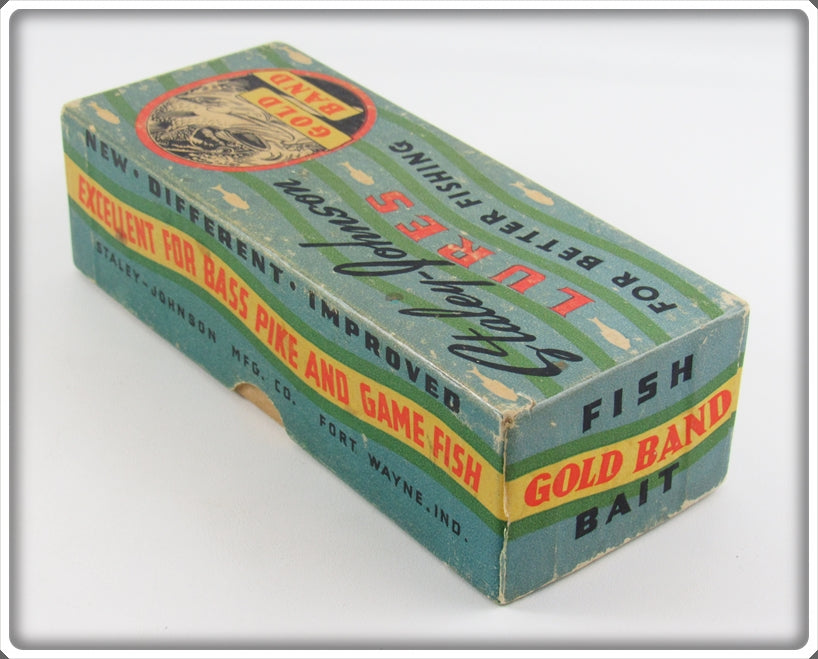 GOLD
BAND
Staley-Johnson
LURES
FOR BETTER FISHING
NEW • DIFFERENT • IMPROVED
EXCELLENT FOR BASS PIKE AND GAME FISH
STALEY-JOHNSON MFG. CO. FORT WAYNE, IND.
FISH
GOLD BAND
BAIT